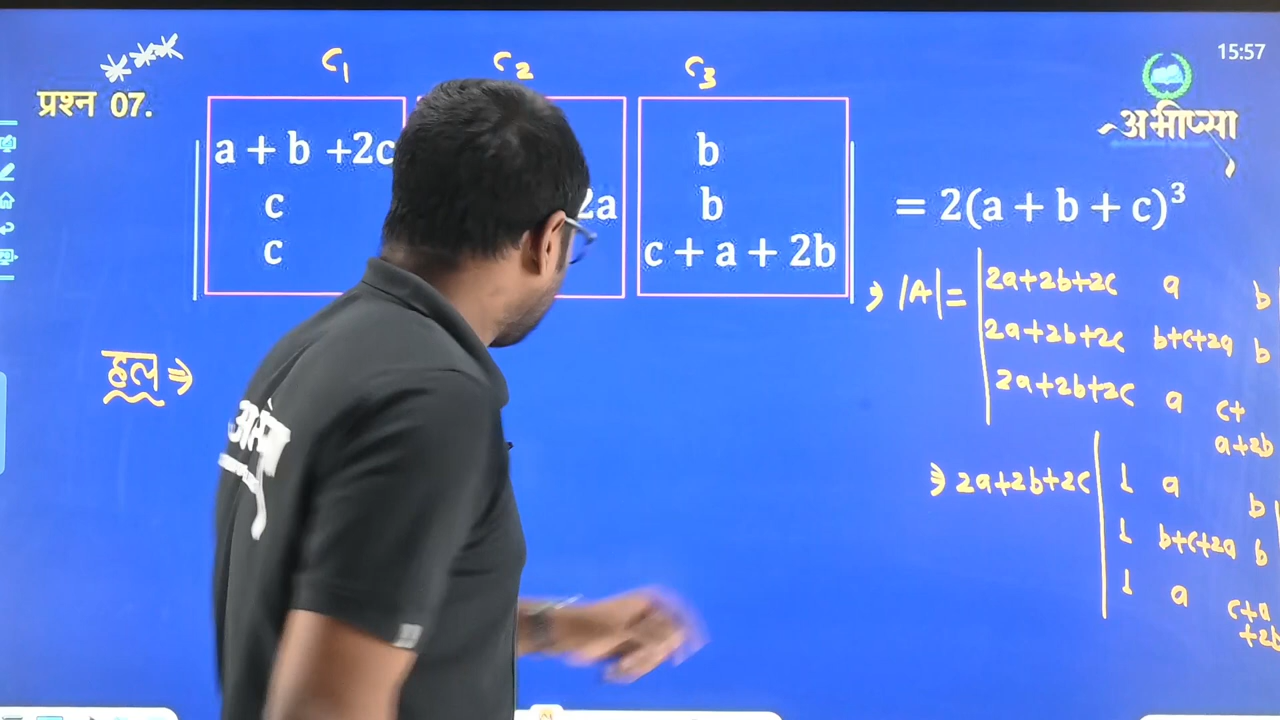 15:57
C1 C2 C3
प्रश्न 07.
अभीप्सा
a + b +2c b
c 2a b
c c + a + 2b
= 2(a + b + c)³
→ |A| = 2a+2b+2c a b
2a+2b+2c b+c+2a b
2a+2b+2c a c+
a+2b
हल ⇒
⇒ 2a+2b+2c 1 a b
1 b+c+2a b
1 a c+a
+2b